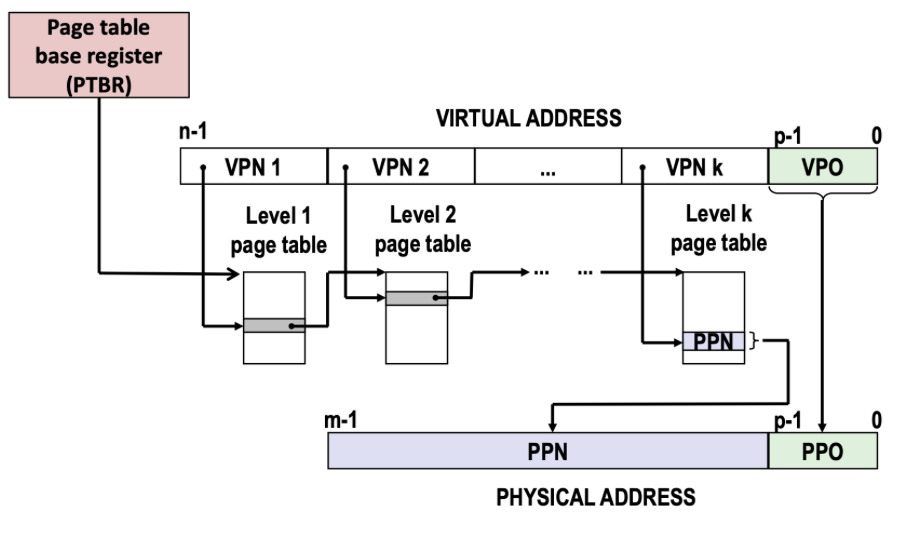 Page table
base register
(PTBR)
VIRTUAL ADDRESS
n-1
p-1
0
VPN 1
VPN 2
...
VPN k
VPO
Level 1
page table
Level 2
page table
Level k
page table
...
...
PPN
m-1
p-1
0
PPN
PPO
PHYSICAL ADDRESS